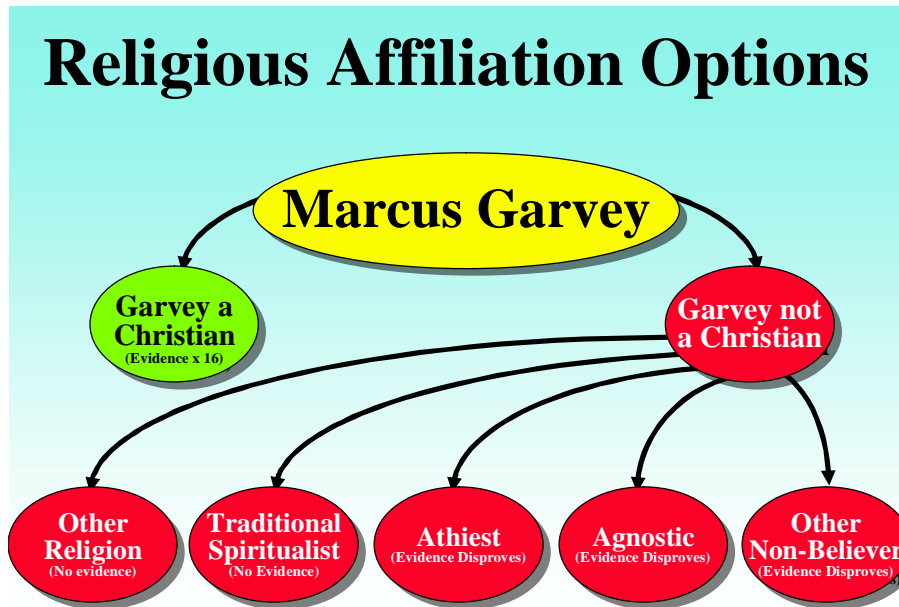 Religious Affiliation Options
Marcus Garvey
Garvey a
Christian
(Evidence x 16)
Garvey not
a Christian
Other
Religion
(No evidence)
Traditional
Spiritualist
(No Evidence)
Athiest
(Evidence Disproves)
Agnostic
(Evidence Disproves)
Other
Non-Believer
(Evidence Disproves)